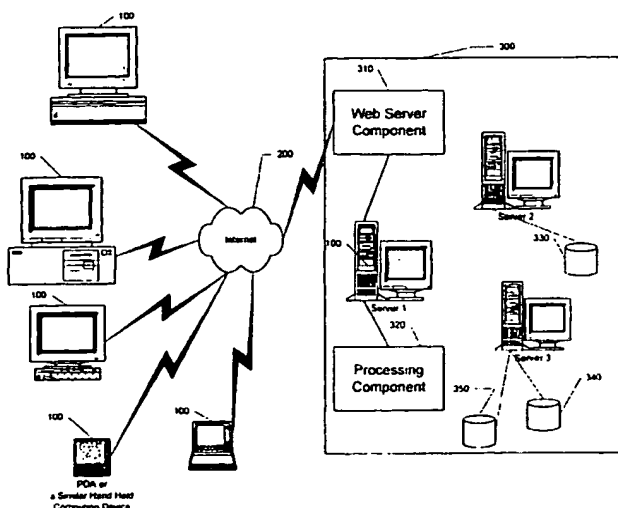 100
300
310
Web Server
Component
100
200
100
Internet
Server 2
330
100
100
Server 1
320
Server 3
Processing
Component
350
340
100
100
PDA or
a Similar Hand Held
Computing Device